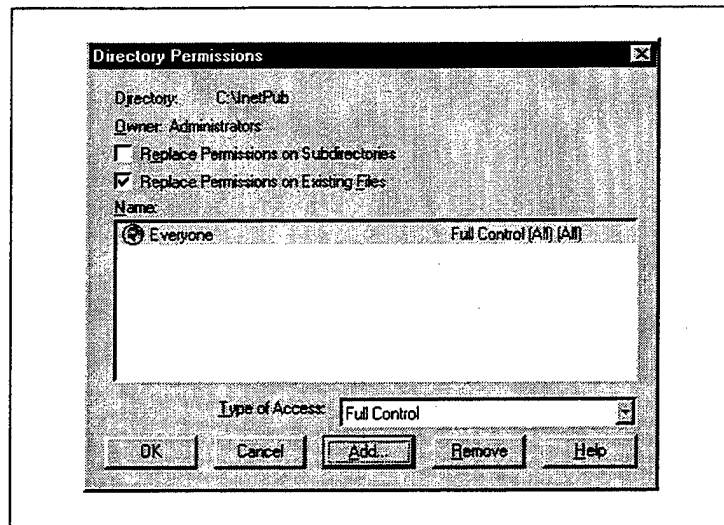 Directory Permissions
Directory: C:\InetPub
Owner: Administrators
Replace Permissions on Subdirectories
Replace Permissions on Existing Files
Name:
Everyone Full Control (All) (All)
Type of Access: Full Control
OK Cancel Add... Remove Help